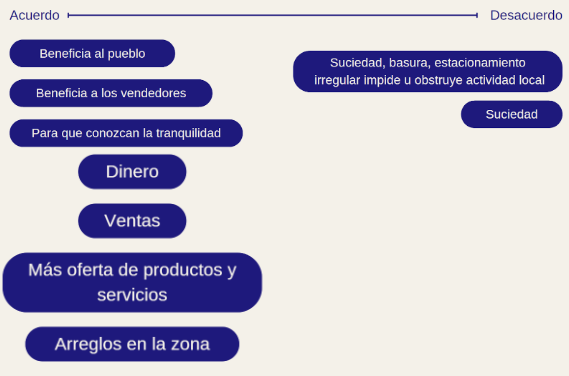 Acuerdo
Desacuerdo
Beneficia al pueblo
Beneficia a los vendedores
Para que conozcan la tranquilidad
Dinero
Ventas
Más oferta de productos y
servicios
Arreglos en la zona
Suciedad, basura, estacionamiento
irregular impide u obstruye actividad local
Suciedad